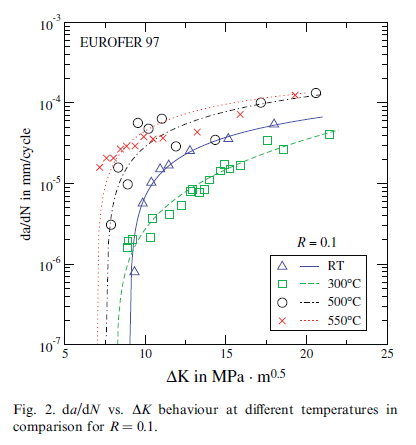 10⁻³
EUROFER 97
10⁻⁴
10⁻⁵
10⁻⁶
10⁻⁷
da/dN in mm/cycle
R = 0.1
RT
300°C
500°C
550°C
5 10 15 20 25
ΔK in MPa · m⁰·⁵
Fig. 2. da/dN vs. ΔK behaviour at different temperatures in
comparison for R = 0.1.